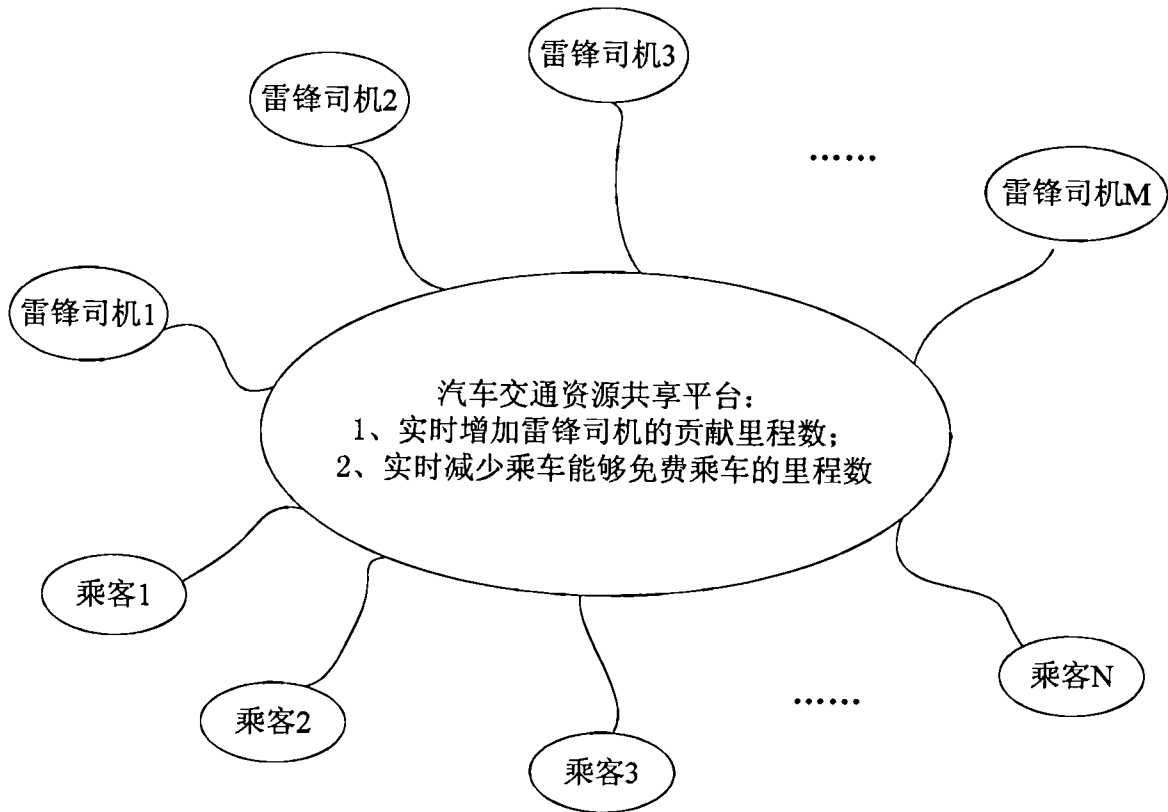 雷锋司机3
雷锋司机2
……
雷锋司机M
雷锋司机1
汽车交通资源共享平台：
1、实时增加雷锋司机的贡献里程数；
2、实时减少乘车能够免费乘车的里程数
乘客1
乘客2
乘客3
……
乘客N